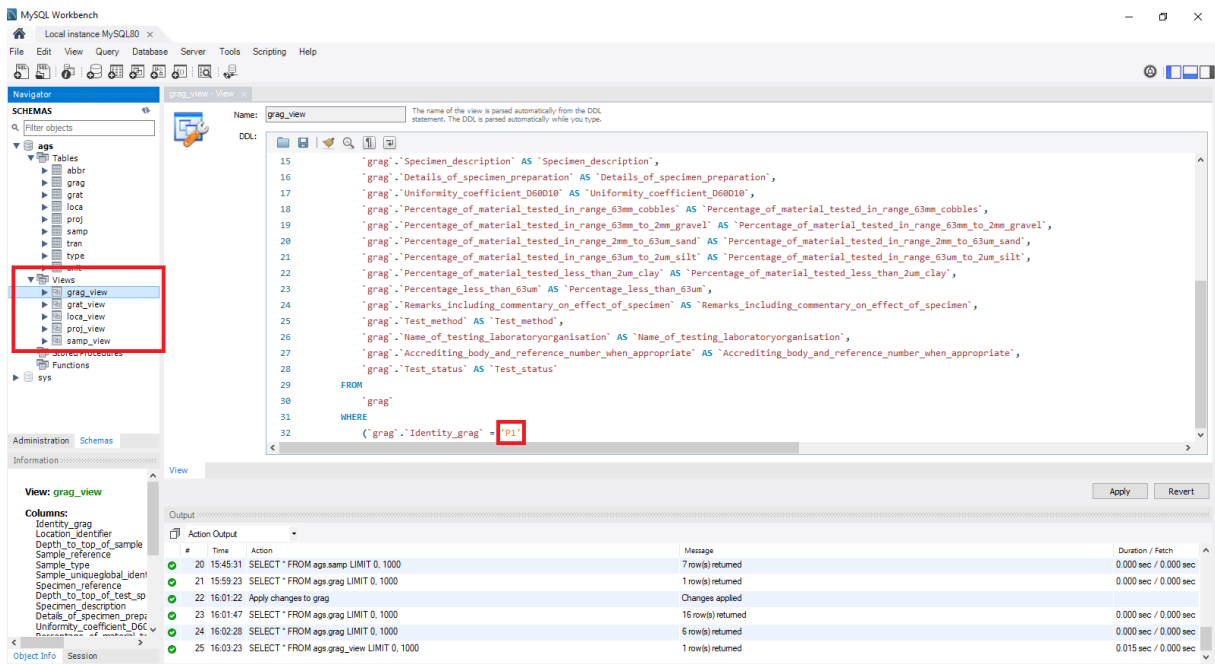 MySQL Workbench
Local instance MySQL80
File Edit View Query Database Server Tools Scripting Help
Navigator
SCHEMAS
Filter objects
ags
Tables
abbr
grag
grat
loca
proj
samp
tran
type
Views
grag_view
grat_view
loca_view
proj_view
samp_view
Stored Procedures
Functions
sys
Administration Schemas
Information
View: grag_view
Columns:
Identity_grag
Location_identifier
Depth_to_top_of_sample
Sample_reference
Sample_type
Sample_uniqueglobal_ident
Specimen_reference
Depth_to_top_of_test_sp
Specimen_description
Details_of_specimen_prepa
Uniformity_coefficient_D60
Object Info Session
grag_view - View
Name: grag_view
The name of the view is parsed automatically from the DDL
statement. The DDL is parsed automatically while you type.
DDL:
15 `grag`.`Specimen_description` AS `Specimen_description`,
16 `grag`.`Details_of_specimen_preparation` AS `Details_of_specimen_preparation`,
17 `grag`.`Uniformity_coefficient_D60D10` AS `Uniformity_coefficient_D60D10`,
18 `grag`.`Percentage_of_material_tested_in_range_63mm_cobbles` AS `Percentage_of_material_tested_in_range_63mm_cobbles`,
19 `grag`.`Percentage_of_material_tested_in_range_63mm_to_2mm_gravel` AS `Percentage_of_material_tested_in_range_63mm_to_2mm_gravel`,
20 `grag`.`Percentage_of_material_tested_in_range_2mm_to_63um_sand` AS `Percentage_of_material_tested_in_range_2mm_to_63um_sand`,
21 `grag`.`Percentage_of_material_tested_in_range_63um_to_2um_silt` AS `Percentage_of_material_tested_in_range_63um_to_2um_silt`,
22 `grag`.`Percentage_of_material_tested_less_than_2um_clay` AS `Percentage_of_material_tested_less_than_2um_clay`,
23 `grag`.`Percentage_less_than_63um` AS `Percentage_less_than_63um`,
24 `grag`.`Remarks_including_commentary_on_effect_of_specimen` AS `Remarks_including_commentary_on_effect_of_specimen`,
25 `grag`.`Test_method` AS `Test_method`,
26 `grag`.`Name_of_testing_laboratoryorganisation` AS `Name_of_testing_laboratoryorganisation`,
27 `grag`.`Accrediting_body_and_reference_number_when_appropriate` AS `Accrediting_body_and_reference_number_when_appropriate`,
28 `grag`.`Test_status` AS `Test_status`
29 FROM
30 `grag`
31 WHERE
32 (`grag`.`Identity_grag` = 'P1'
View
Apply Revert
Output
Action Output
# Time Action Message Duration / Fetch
20 15:45:31 SELECT * FROM ags.samp LIMIT 0, 1000 7 row(s) returned 0.000 sec / 0.000 sec
21 15:59:23 SELECT * FROM ags.grag LIMIT 0, 1000 1 row(s) returned 0.000 sec / 0.000 sec
22 16:01:22 Apply changes to grag Changes applied
23 16:01:47 SELECT * FROM ags.grag LIMIT 0, 1000 16 row(s) returned 0.000 sec / 0.000 sec
24 16:02:28 SELECT * FROM ags.grag LIMIT 0, 1000 6 row(s) returned 0.000 sec / 0.000 sec
25 16:03:23 SELECT * FROM ags.grag_view LIMIT 0, 1000 1 row(s) returned 0.015 sec / 0.000 sec